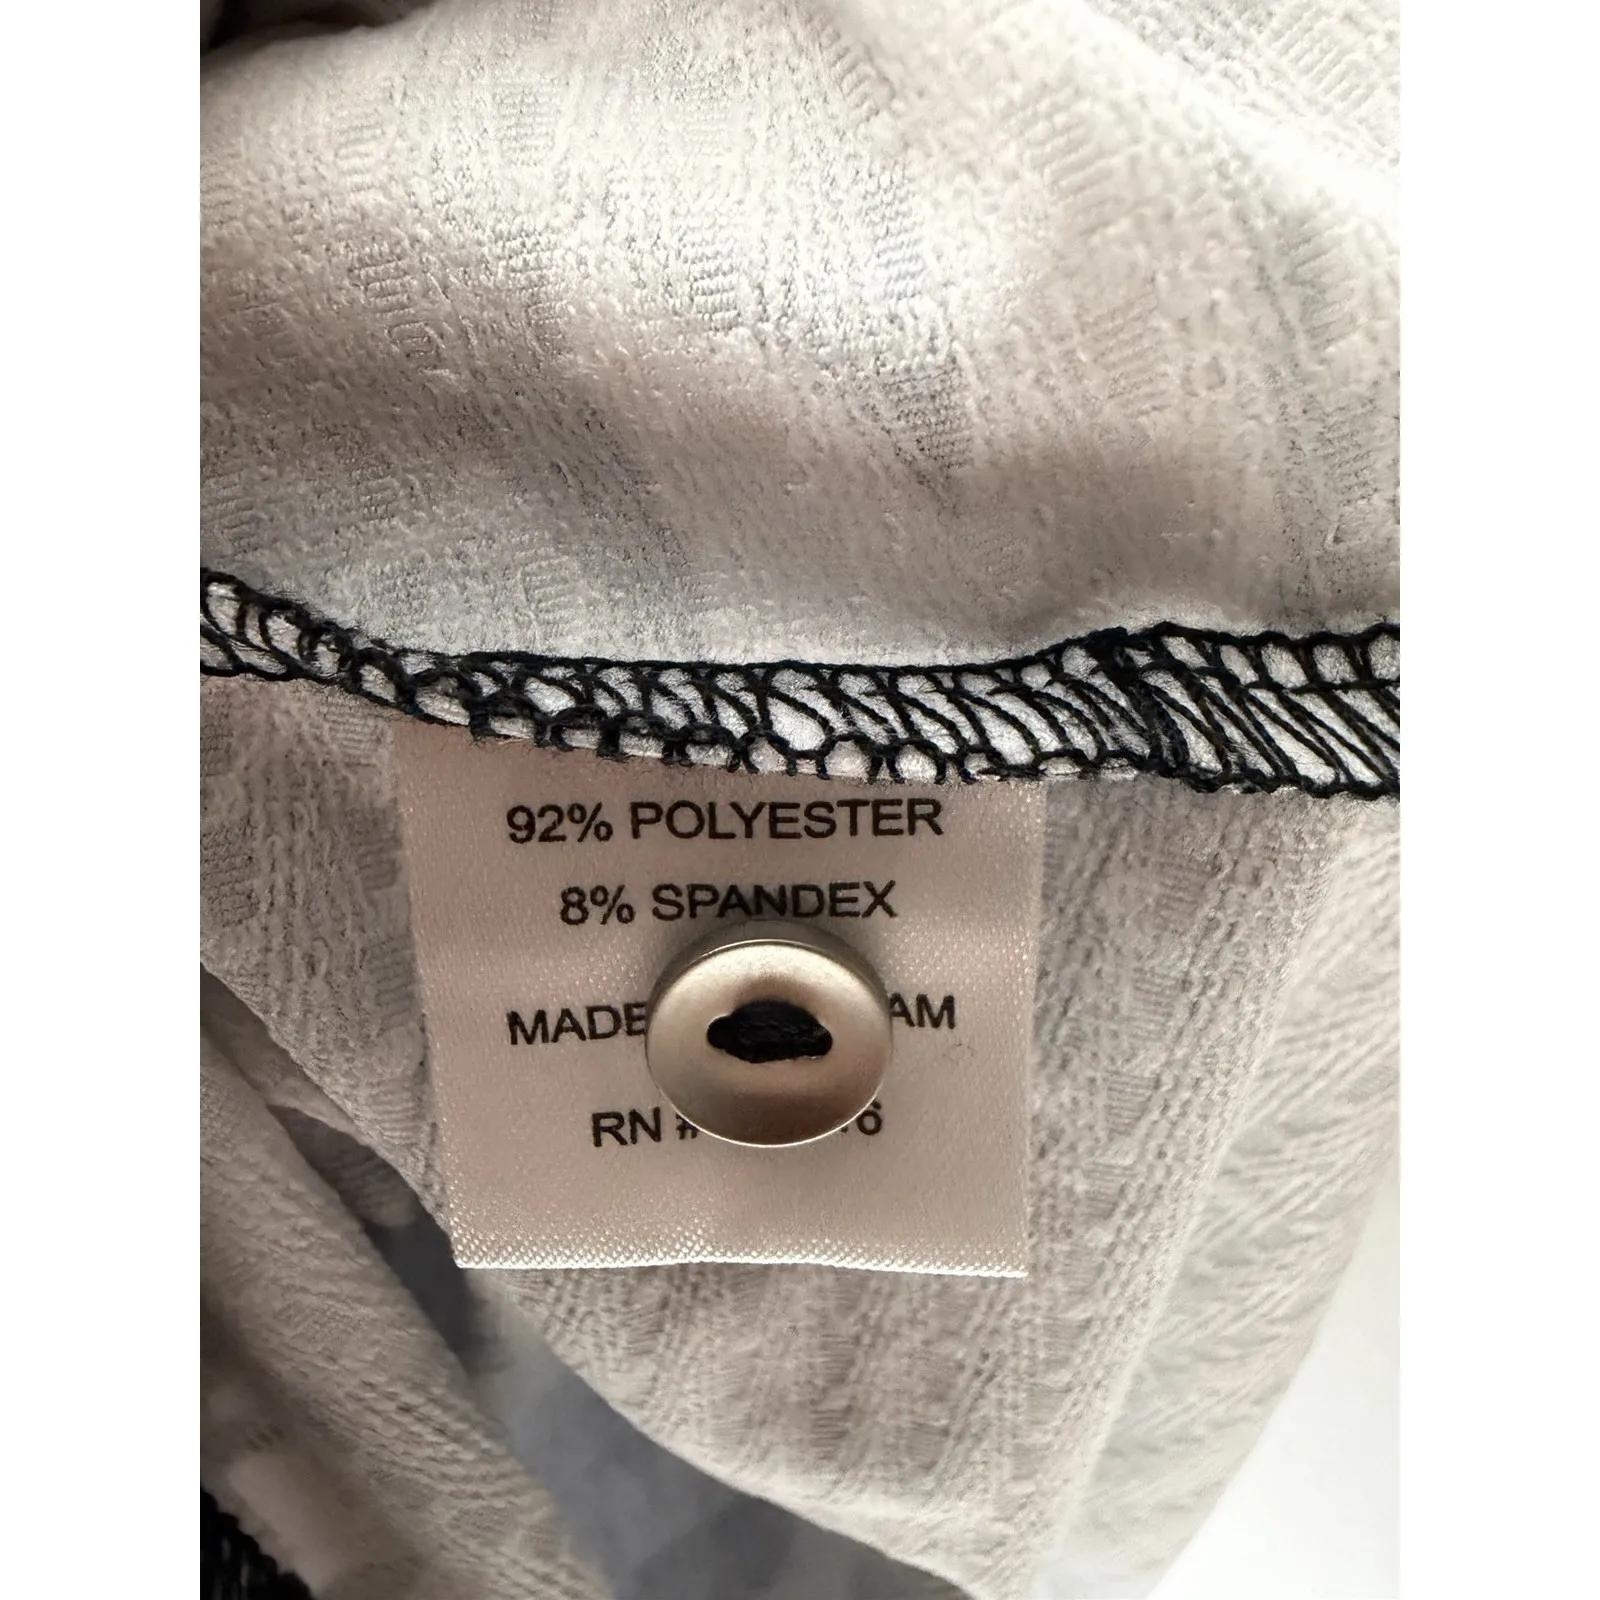 92% POLYESTER
8% SPANDEX
MADE
RN #